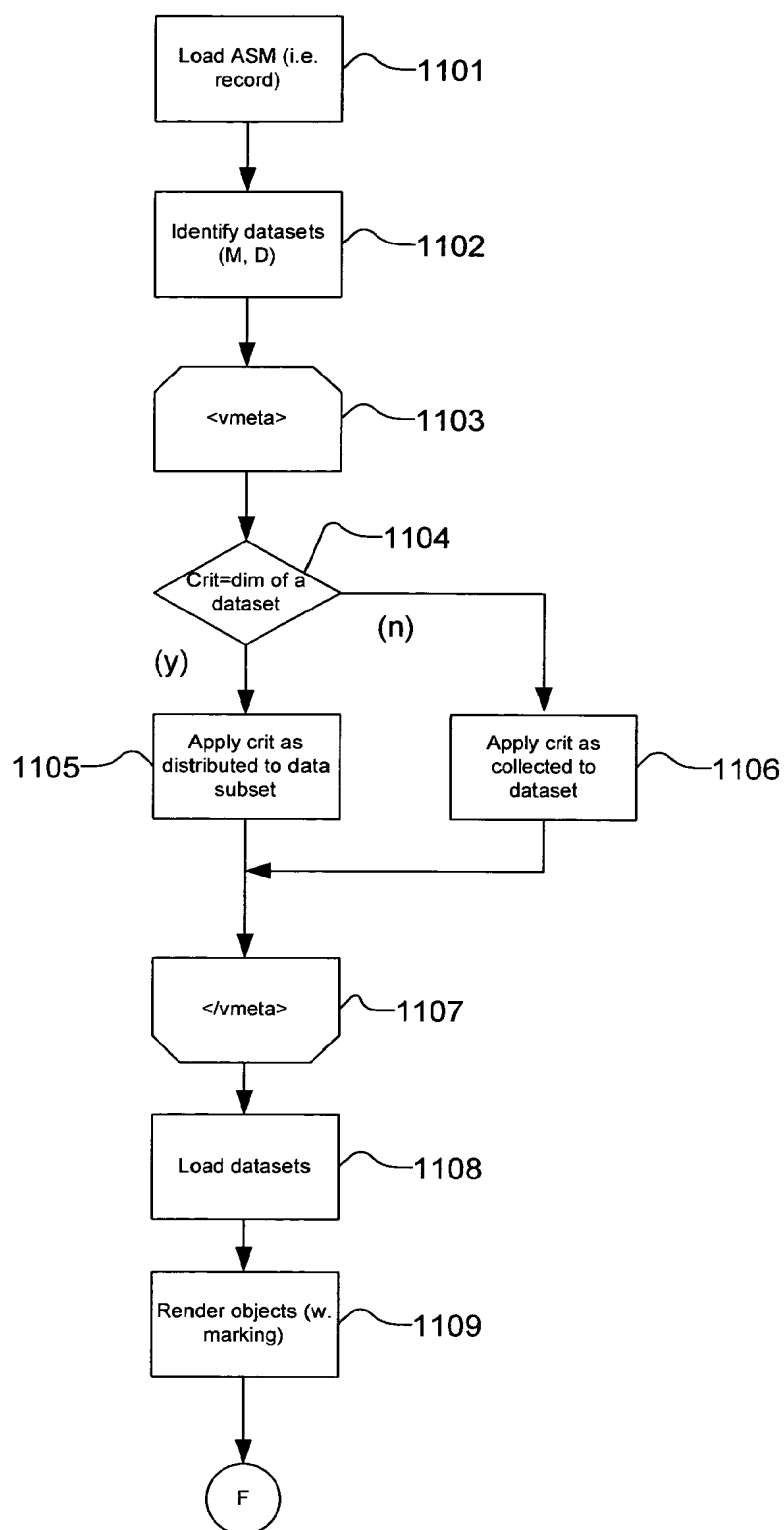 Load ASM (i.e.
record)
1101
Identify datasets
(M, D)
1102
<vmeta>
1103
1104
Crit=dim of a
dataset
(n)
(y)
1105
Apply crit as
distributed to data
subset
Apply crit as
collected to
dataset
1106
</vmeta>
1107
Load datasets
1108
Render objects (w.
marking)
1109
F